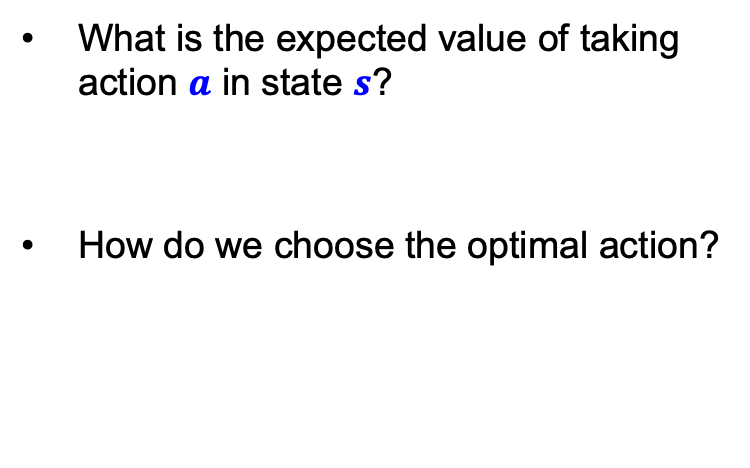 • What is the expected value of taking
action a in state s?
• How do we choose the optimal action?